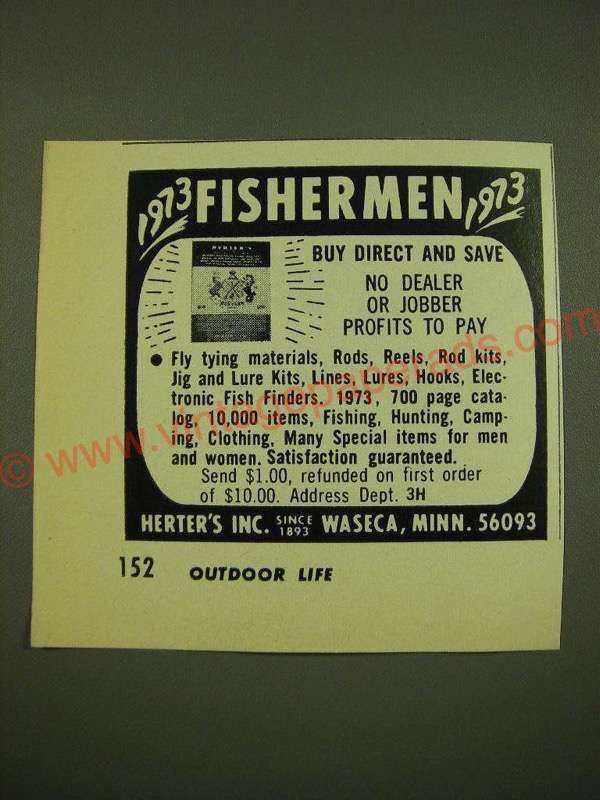 1973 FISHERMEN 1973
HERTER'S
BUY DIRECT AND SAVE
NO DEALER
OR JOBBER
PROFITS TO PAY
● Fly tying materials, Rods, Reels, Rod kits,
Jig and Lure Kits, Lines, Lures, Hooks, Elec-
tronic Fish Finders. 1973, 700 page cata-
log, 10,000 items, Fishing, Hunting, Camp-
ing, Clothing, Many Special items for men
and women. Satisfaction guaranteed.
Send $1.00, refunded on first order
of $10.00. Address Dept. 3H
HERTER'S INC. SINCE 1893 WASECA, MINN. 56093
152 OUTDOOR LIFE
© www.vintagepaperads.com